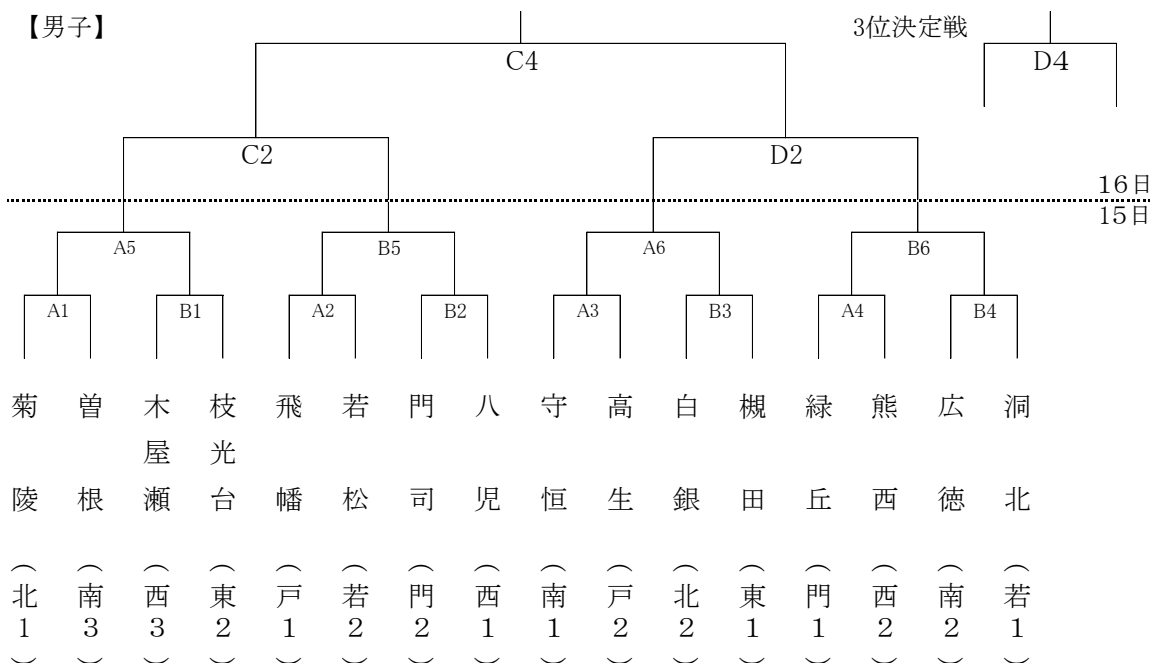 【男子】
3位決定戦
C4
D4
C2
D2
16日
15日
A5
B5
A6
B6
A1
B1
A2
B2
A3
B3
A4
B4
菊陵（北1）
曽根（南3）
木屋瀬（西3）
枝光台（東2）
飛幡（戸1）
若松（若2）
門司（門2）
八児（西1）
守恒（南1）
高生（戸2）
白銀（北2）
槻田（東1）
緑丘（門1）
熊西（西2）
広徳（南2）
洞北（若1）